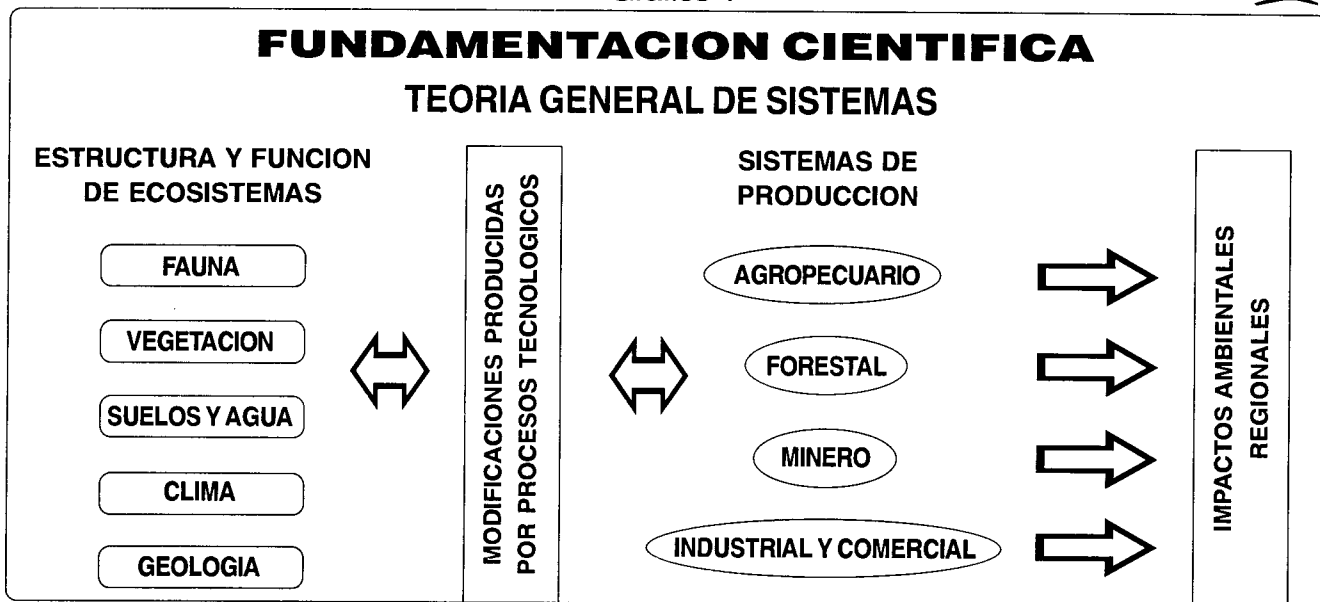 FUNDAMENTACION CIENTIFICA
TEORIA GENERAL DE SISTEMAS
ESTRUCTURA Y FUNCION
DE ECOSISTEMAS
FAUNA
VEGETACION
SUELOS Y AGUA
CLIMA
GEOLOGIA
MODIFICACIONES PRODUCIDAS
POR PROCESOS TECNOLOGICOS
SISTEMAS DE
PRODUCCION
AGROPECUARIO
FORESTAL
MINERO
INDUSTRIAL Y COMERCIAL
IMPACTOS AMBIENTALES
REGIONALES